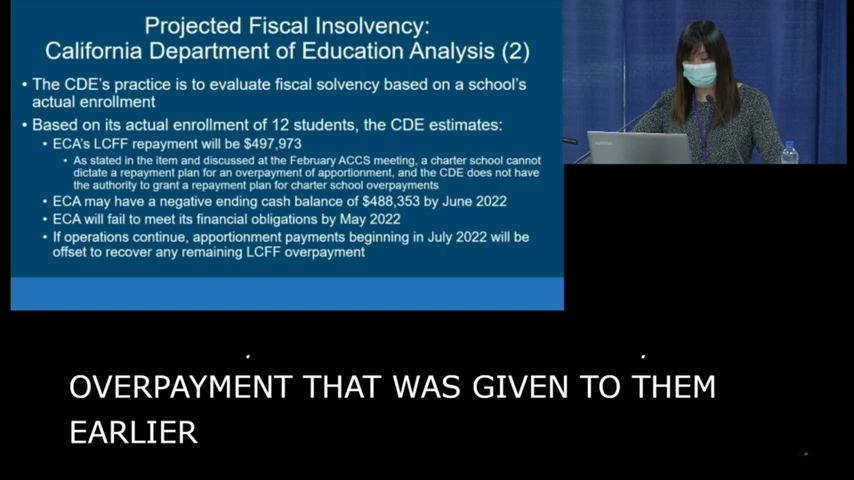 Projected Fiscal Insolvency:
California Department of Education Analysis (2)
• The CDE's practice is to evaluate fiscal solvency based on a school's
actual enrollment
• Based on its actual enrollment of 12 students, the CDE estimates:
• ECA's LCFF repayment will be $497,973
• As stated in the item and discussed at the February ACCS meeting, a charter school cannot
dictate a repayment plan for an overpayment of apportionment, and the CDE does not have
the authority to grant a repayment plan for charter school overpayments
• ECA may have a negative ending cash balance of $488,353 by June 2022
• ECA will fail to meet its financial obligations by May 2022
• If operations continue, apportionment payments beginning in July 2022 will be
offset to recover any remaining LCFF overpayment
OVERPAYMENT THAT WAS GIVEN TO THEM
EARLIER